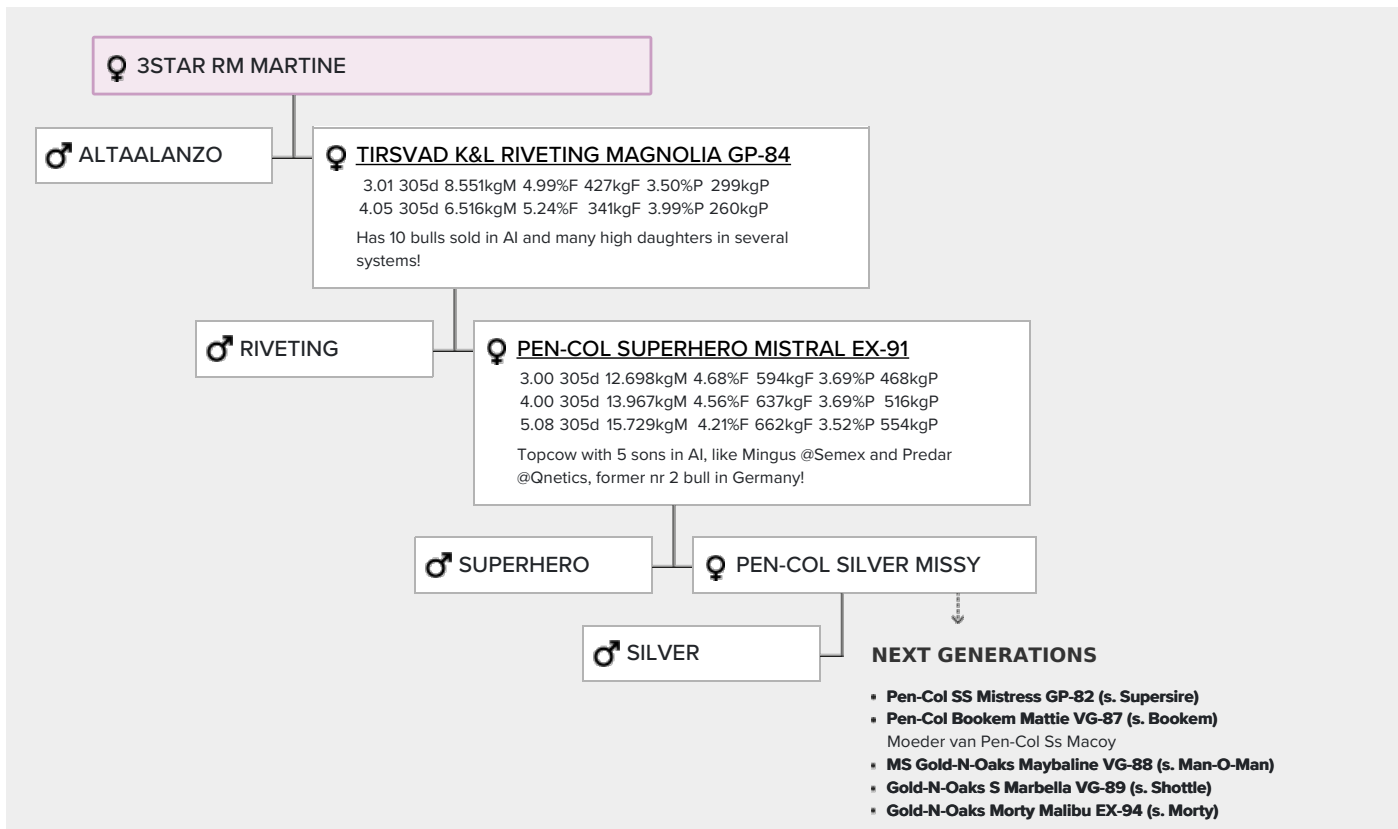 3STAR RM MARTINE
ALTAALANZO
TIRSVAD K&L RIVETING MAGNOLIA GP-84
3.01 305d 8.551kgM 4.99%F 427kgF 3.50%P 299kgP
4.05 305d 6.516kgM 5.24%F 341kgF 3.99%P 260kgP
Has 10 bulls sold in AI and many high daughters in several
systems!
RIVETING
PEN-COL SUPERHERO MISTRAL EX-91
3.00 305d 12.698kgM 4.68%F 594kgF 3.69%P 468kgP
4.00 305d 13.967kgM 4.56%F 637kgF 3.69%P 516kgP
5.08 305d 15.729kgM 4.21%F 662kgF 3.52%P 554kgP
Topcow with 5 sons in AI, like Mingus @Semex and Predar
@Qnetics, former nr 2 bull in Germany!
SUPERHERO
PEN-COL SILVER MISSY
SILVER
NEXT GENERATIONS
• Pen-Col SS Mistress GP-82 (s. Supersire)
• Pen-Col Bookem Mattie VG-87 (s. Bookem)
Moeder van Pen-Col Ss Macoy
• MS Gold-N-Oaks Maybaline VG-88 (s. Man-O-Man)
• Gold-N-Oaks S Marbella VG-89 (s. Shottle)
• Gold-N-Oaks Morty Malibu EX-94 (s. Morty)